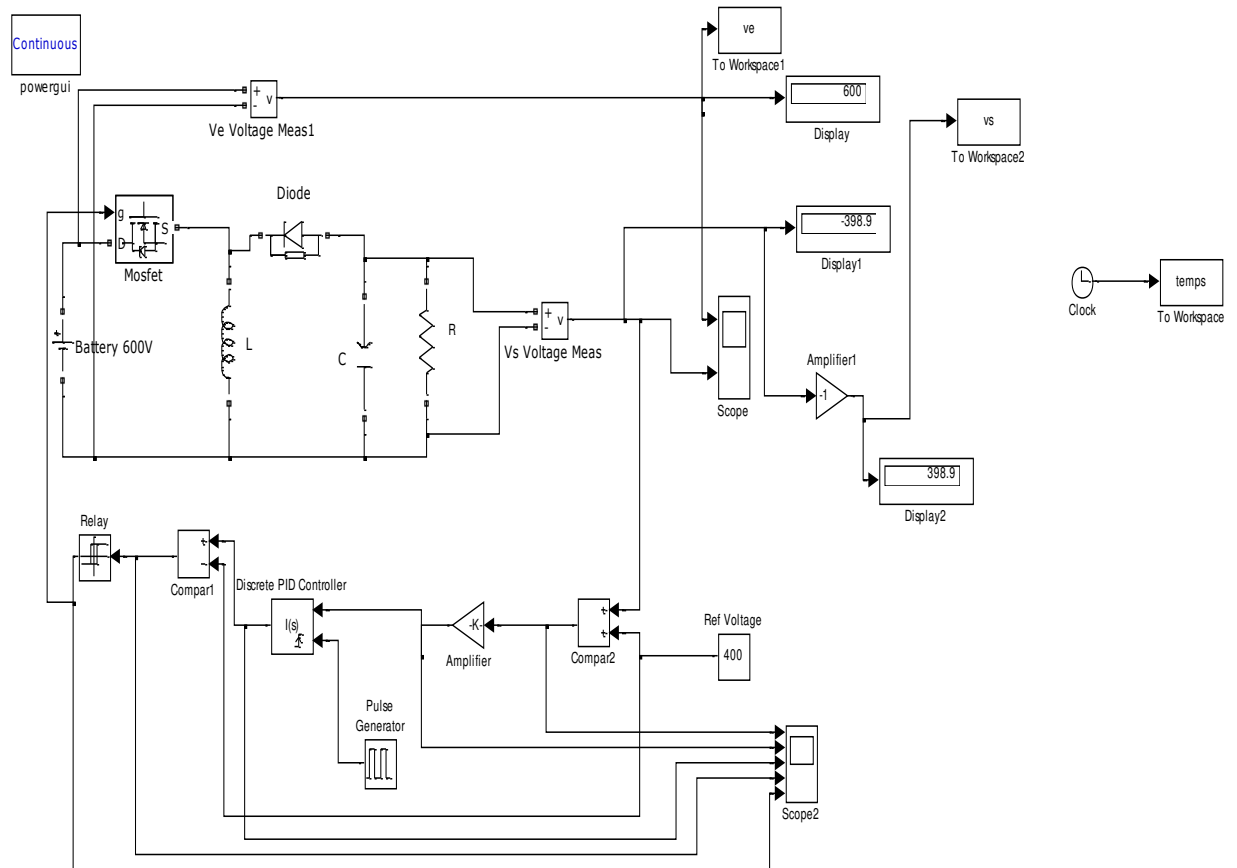 Continuous
powergui
ve
To Workspace1
+
-
v
Ve Voltage Meas1
600
Display
vs
To Workspace2
g
D
S
Mosfet
Diode
-398.9
Display1
Clock
temps
To Workspace
+
Battery 600V
L
C
R
+
-
v
Vs Voltage Meas
Scope
Amplifier1
-1
398.9
Display2
Relay
+
-
Compar1
Discrete PID Controller
I(s)
-K-
Amplifier
+
+
Compar2
Ref Voltage
400
Pulse
Generator
Scope2